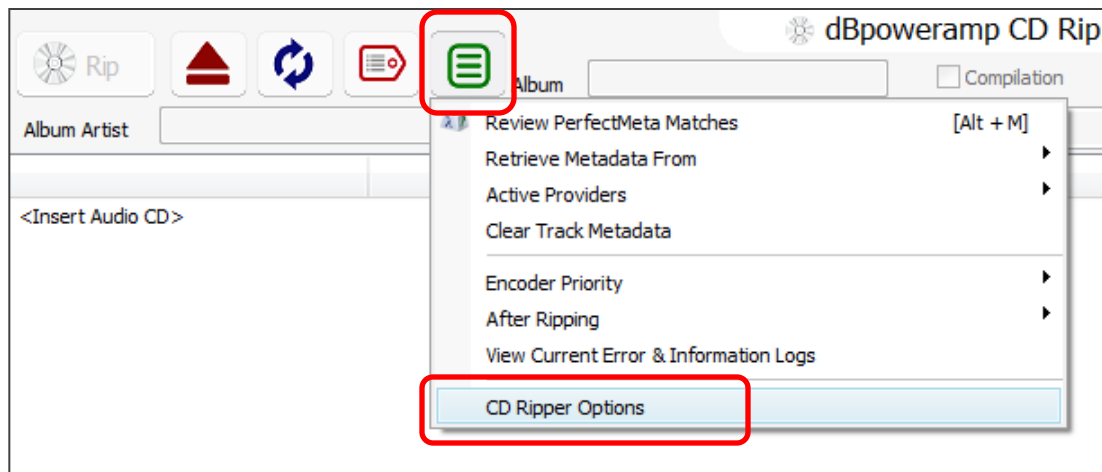 dBpoweramp CD Rip
Rip
Album
Compilation
Album Artist
Review PerfectMeta Matches [Alt + M]
Retrieve Metadata From
Active Providers
<Insert Audio CD>
Clear Track Metadata
Encoder Priority
After Ripping
View Current Error & Information Logs
CD Ripper Options